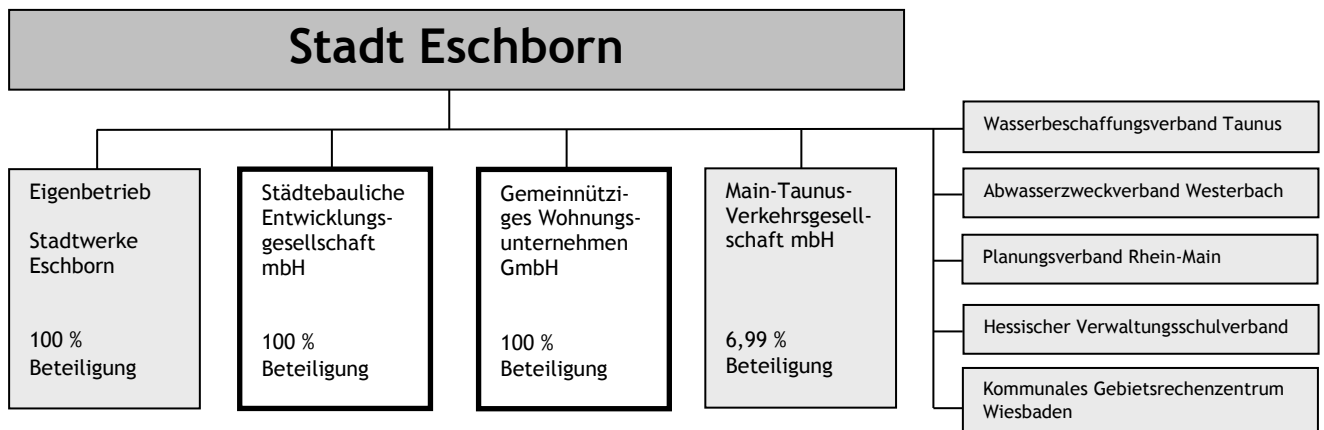 Stadt Eschborn
Eigenbetrieb
Stadtwerke
Eschborn
100 %
Beteiligung
Städtebauliche
Entwicklungs-
gesellschaft
mbH
100 %
Beteiligung
Gemeinnützi-
ges Wohnungs-
unternehmen
GmbH
100 %
Beteiligung
Main-Taunus-
Verkehrsgesell-
schaft mbH
6,99 %
Beteiligung
Wasserbeschaffungsverband Taunus
Abwasserzweckverband Westerbach
Planungsverband Rhein-Main
Hessischer Verwaltungsschulverband
Kommunales Gebietsrechenzentrum
Wiesbaden